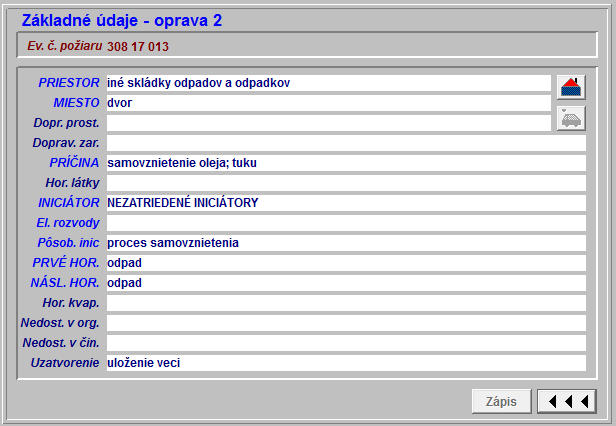 Základné údaje - oprava 2
Ev. č. požiaru 308 17 013
PRIESTOR iné skládky odpadov a odpadkov
MIESTO dvor
Dopr. prost.
Doprav. zar.
PRÍČINA samovznietenie oleja; tuku
Hor. látky
INICIÁTOR NEZATRIEDENÉ INICIÁTORY
El. rozvody
Pôsob. inic proces samovznietenia
PRVÉ HOR. odpad
NÁSL. HOR. odpad
Hor. kvap.
Nedost. v org.
Nedost. v čin.
Uzatvorenie uloženie veci
Zápis